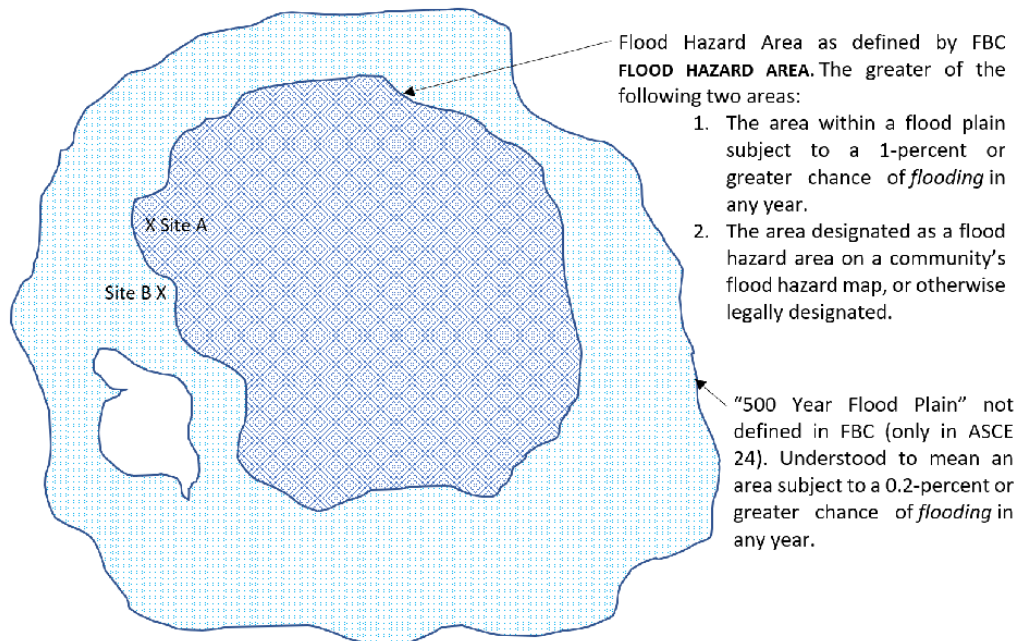 Flood Hazard Area as defined by FBC
FLOOD HAZARD AREA. The greater of the
following two areas:
1. The area within a flood plain
subject to a 1-percent or
greater chance of flooding in
any year.
2. The area designated as a flood
hazard area on a community's
flood hazard map, or otherwise
legally designated.
X Site A
Site B X
"500 Year Flood Plain" not
defined in FBC (only in ASCE
24). Understood to mean an
area subject to a 0.2-percent or
greater chance of flooding in
any year.